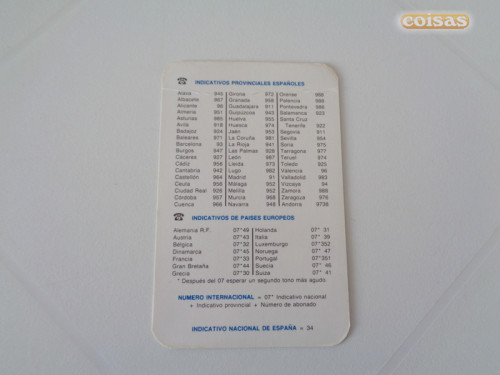 coisas
INDICATIVOS PROVINCIALES ESPAÑOLES
Alava 945 Girona 972 Orense 988
Albacete 967 Granada 958 Palencia 988
Alicante 96 Guadalajara 911 Pontevedra 986
Almería 951 Guipúzcoa 943 Salamanca 923
Asturias 985 Huelva 955 Santa Cruz
Avila 918 Huesca 974 Tenerife 922
Badajoz 924 Jaén 953 Segovia 911
Baleares 971 La Coruña 981 Sevilla 954
Barcelona 93 La Rioja 941 Soria 975
Burgos 947 Las Palmas 928 Tarragona 977
Cáceres 927 León 987 Teruel 974
Cádiz 956 Lleida 973 Toledo 925
Cantabria 942 Lugo 982 Valencia 96
Castellón 964 Madrid 91 Valladolid 983
Ceuta 956 Málaga 952 Vizcaya 94
Ciudad Real 926 Melilla 952 Zamora 988
Córdoba 957 Murcia 968 Zaragoza 976
Cuenca 966 Navarra 948 Andorra 9738
INDICATIVOS DE PAISES EUROPEOS
Alemania R.F. 07*49 Holanda 07* 31
Austria 07*43 Italia 07* 39
Bélgica 07*32 Luxemburgo 07*352
Dinamarca 07*45 Noruega 07* 47
Francia 07*33 Portugal 07*351
Gran Bretaña 07*44 Suecia 07* 46
Grecia 07*30 Suiza 07* 41
* Después del 07 esperar un segundo tono más agudo.
NUMERO INTERNACIONAL = 07* Indicativo nacional
+ Indicativo provincial + Número de abonado
INDICATIVO NACIONAL DE ESPAÑA = 34